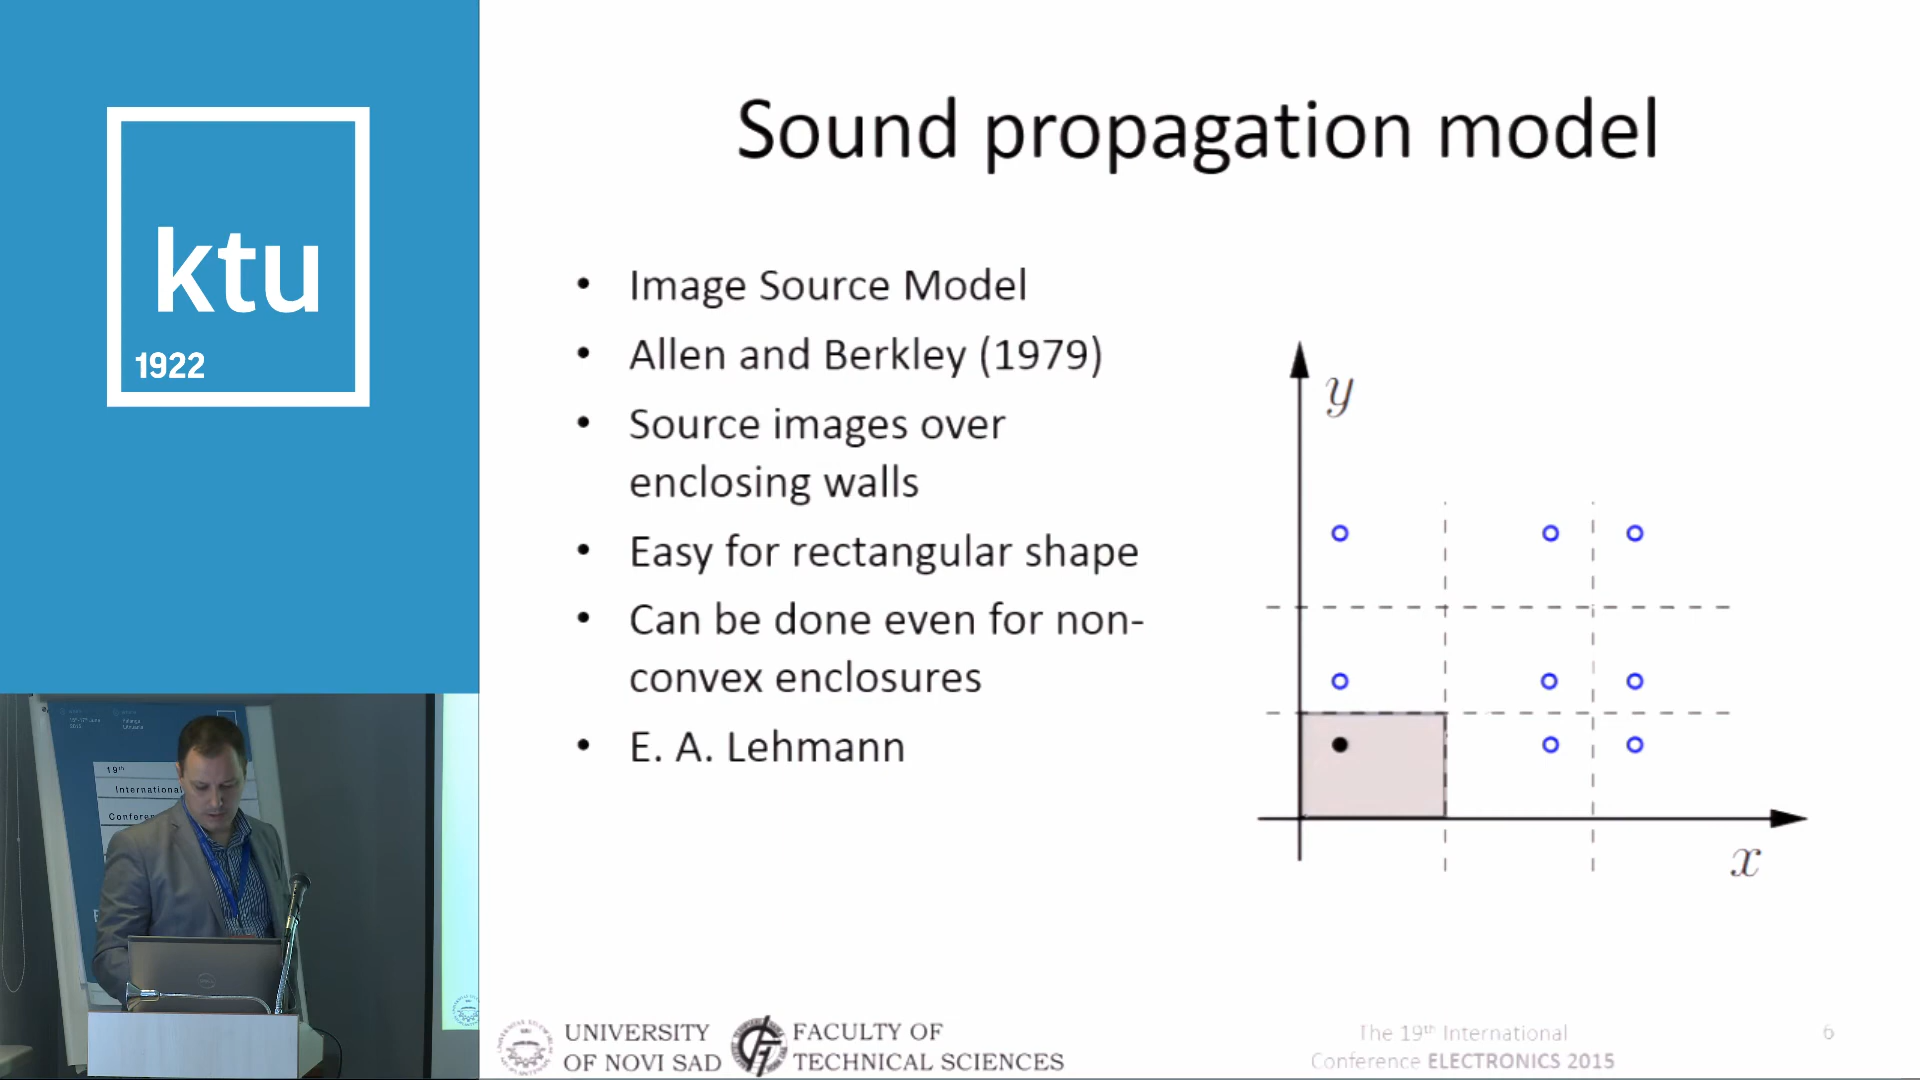 ktu
1922
Sound propagation model
• Image Source Model
• Allen and Berkley (1979)
• Source images over
enclosing walls
• Easy for rectangular shape
• Can be done even for non-
convex enclosures
• E. A. Lehmann
y
x
19th
International
UNIVERSITY
OF NOVI SAD
FACULTY OF
TECHNICAL SCIENCES
The 19th International
Conference ELECTRONICS 2015
6